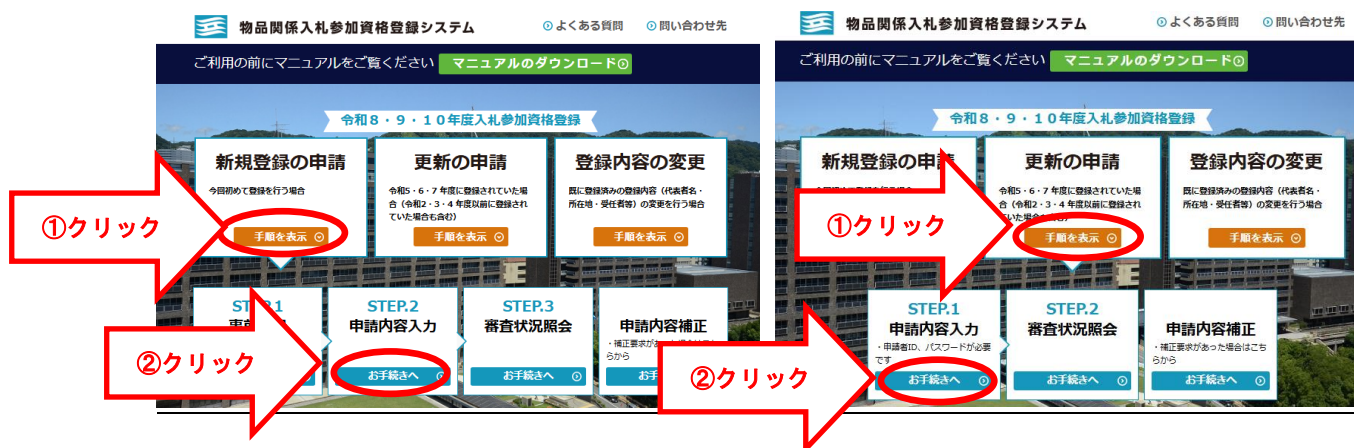 物品関係入札参加資格登録システム
よくある質問
問い合わせ先
ご利用の前にマニュアルをご覧ください
マニュアルのダウンロード
令和8・9・10年度入札参加資格登録
新規登録の申請
今回初めて登録を行う場合
手順を表示
更新の申請
令和5・6・7年度に登録されていた場
合(令和2・3・4年度以前に登録され
ていた場合も含む)
手順を表示
登録内容の変更
既に登録済みの登録内容(代表者名・
所在地・受任者等)の変更を行う場合
手順を表示
①クリック
STEP.1
STEP.2
申請内容入力
お手続きへ
STEP.3
審査状況照会
お手続きへ
申請内容補正
・補正要求があった場合は
らから
②クリック
物品関係入札参加資格登録システム
よくある質問
問い合わせ先
ご利用の前にマニュアルをご覧ください
マニュアルのダウンロード
令和8・9・10年度入札参加資格登録
新規登録の申請
更新の申請
令和5・6・7年度に登録されていた場
合(令和2・3・4年度以前に登録され
ていた場合も含む)
手順を表示
登録内容の変更
既に登録済みの登録内容(代表者名・
所在地・受任者等)の変更を行う場合
手順を表示
①クリック
STEP.1
申請内容入力
・申請者ID、パスワードが必要
です
お手続きへ
STEP.2
審査状況照会
お手続きへ
申請内容補正
・補正要求があった場合はこち
らから
お手続きへ
②クリック